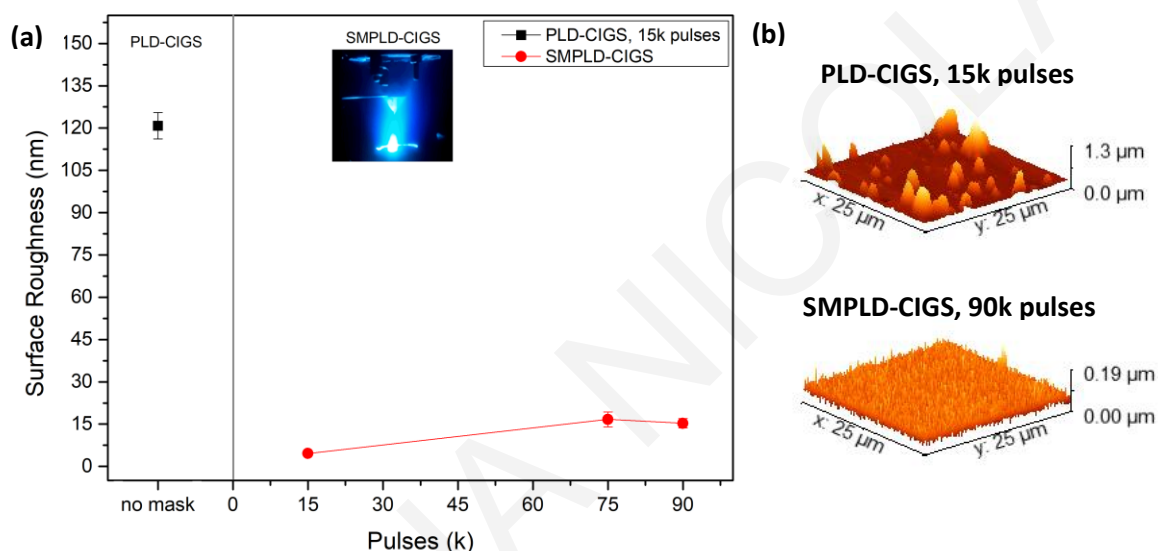 (a)
PLD-CIGS
SMPLD-CIGS
PLD-CIGS, 15k pulses
SMPLD-CIGS
Surface Roughness (nm)
150
135
120
105
90
75
60
45
30
15
0
no mask 0 15 30 45 60 75 90
Pulses (k)
(b)
PLD-CIGS, 15k pulses
1.3 µm
0.0 µm
x: 25 µm
y: 25 µm
SMPLD-CIGS, 90k pulses
0.19 µm
0.00 µm
x: 25 µm
y: 25 µm
NICOLA